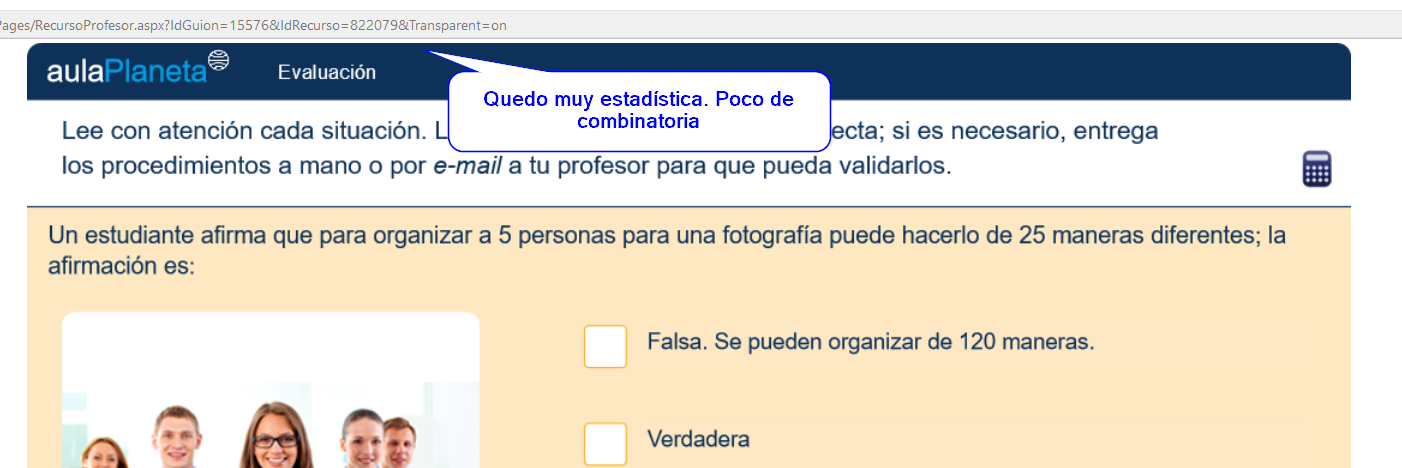 Pages/RecursoProfesor.aspx?IdGuion=15576&IdRecurso=822079&Transparent=on
aulaPlaneta Evaluación
Quedo muy estadística. Poco de
combinatoria
Lee con atención cada situación. L ecta; si es necesario, entrega
los procedimientos a mano o por e-mail a tu profesor para que pueda validarlos.
Un estudiante afirma que para organizar a 5 personas para una fotografía puede hacerlo de 25 maneras diferentes; la
afirmación es:
Falsa. Se pueden organizar de 120 maneras.
Verdadera